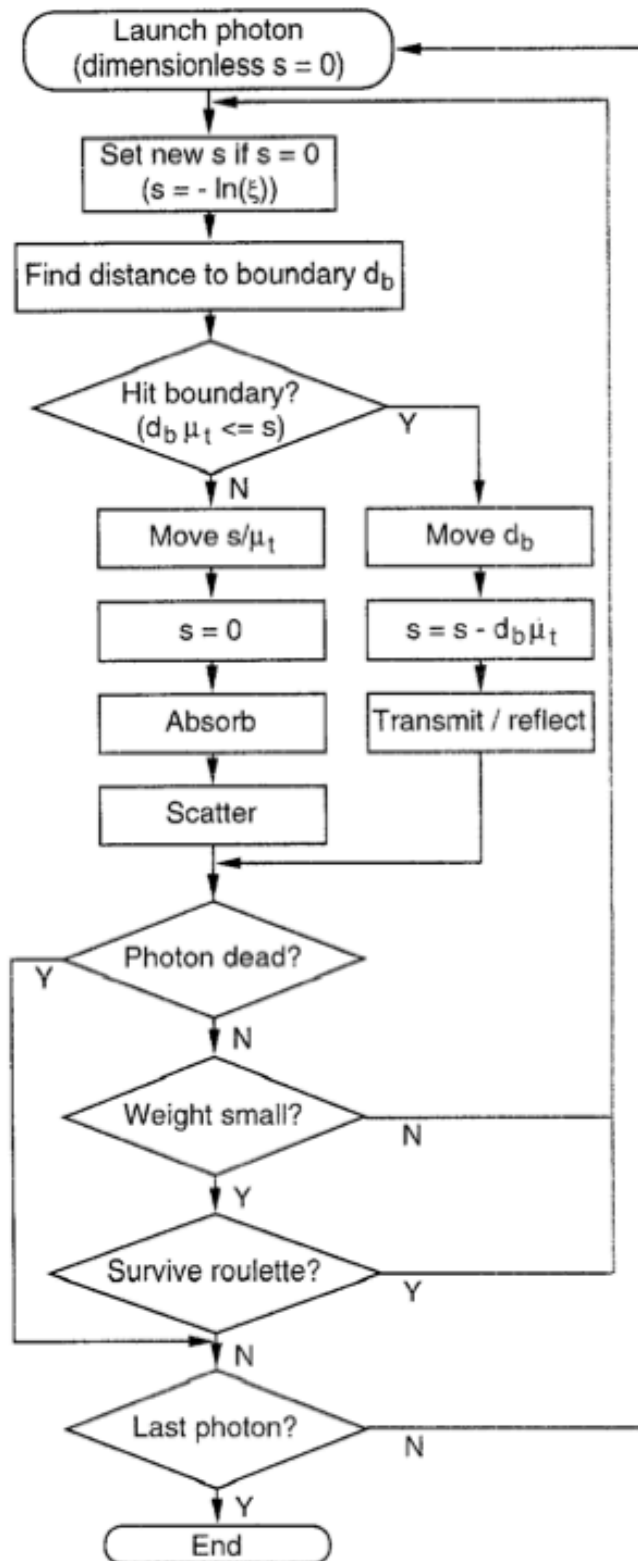 Launch photon
(dimensionless s = 0)
Set new s if s = 0
(s = - ln(ξ))
Find distance to boundary d_b
Hit boundary?
(d_b μ_t <= s)
Y
N
Move s/μ_t
Move d_b
s = 0
s = s - d_b μ_t
Absorb
Transmit / reflect
Scatter
Photon dead?
Y
N
Weight small?
N
Y
Survive roulette?
Y
N
Last photon?
N
Y
End